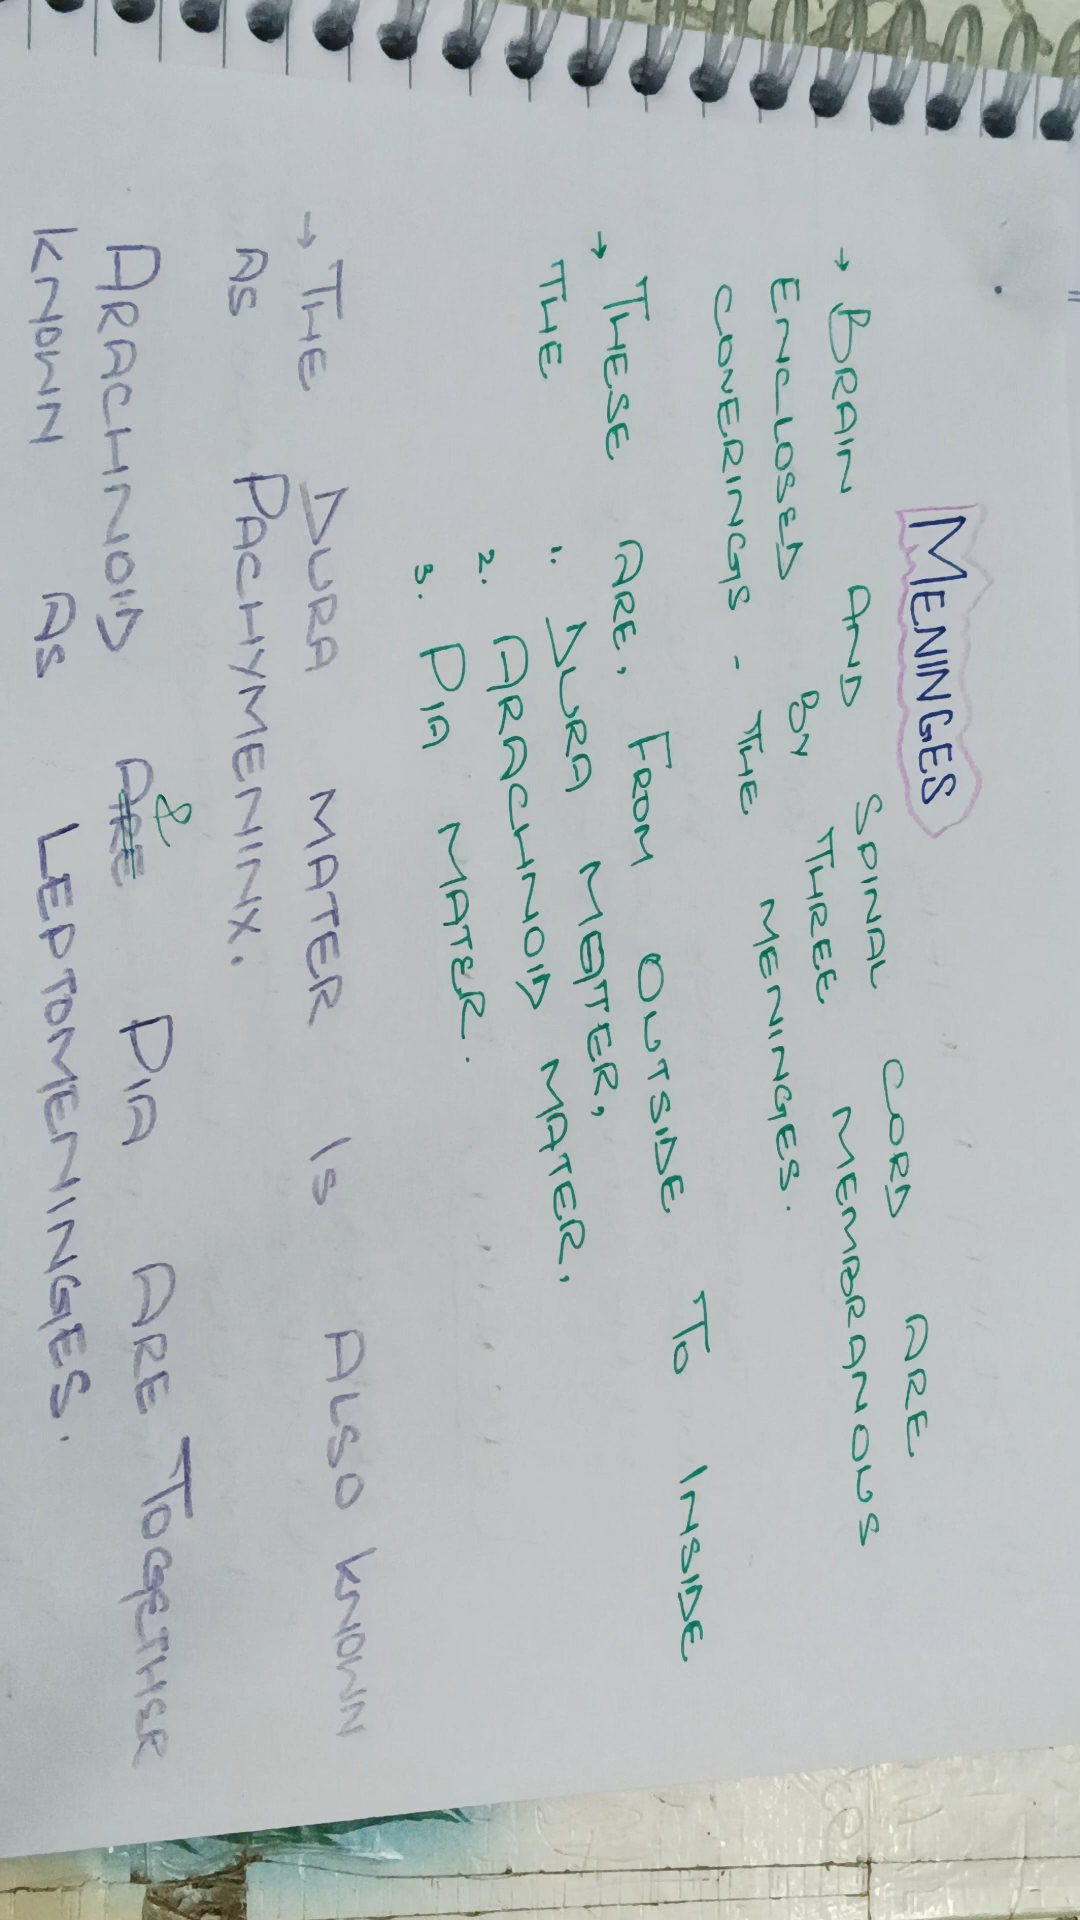 MENINGES
→ BRAIN AND SPINAL CORD ARE
ENCLOSED BY THREE MEMBRANOUS
COVERINGS - THE MENINGES.
→ THESE ARE, FROM OUTSIDE TO INSIDE
THE
1. DURA MATER,
2. ARACHNOID MATER,
3. PIA MATER.
→ THE DURA MATER IS ALSO KNOWN
AS PACHYMENINX.
ARACHNOID & PIA ARE TOGETHER
KNOWN AS LEPTOMENINGES.